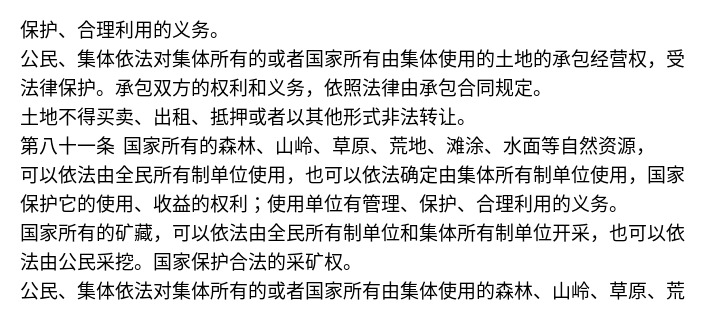 保护、合理利用的义务。
公民、集体依法对集体所有的或者国家所有由集体使用的土地的承包经营权，受
法律保护。承包双方的权利和义务，依照法律由承包合同规定。
土地不得买卖、出租、抵押或者以其他形式非法转让。
第八十一条 国家所有的森林、山岭、草原、荒地、滩涂、水面等自然资源，
可以依法由全民所有制单位使用，也可以依法确定由集体所有制单位使用，国家
保护它的使用、收益的权利；使用单位有管理、保护、合理利用的义务。
国家所有的矿藏，可以依法由全民所有制单位和集体所有制单位开采，也可以依
法由公民采挖。国家保护合法的采矿权。
公民、集体依法对集体所有的或者国家所有由集体使用的森林、山岭、草原、荒